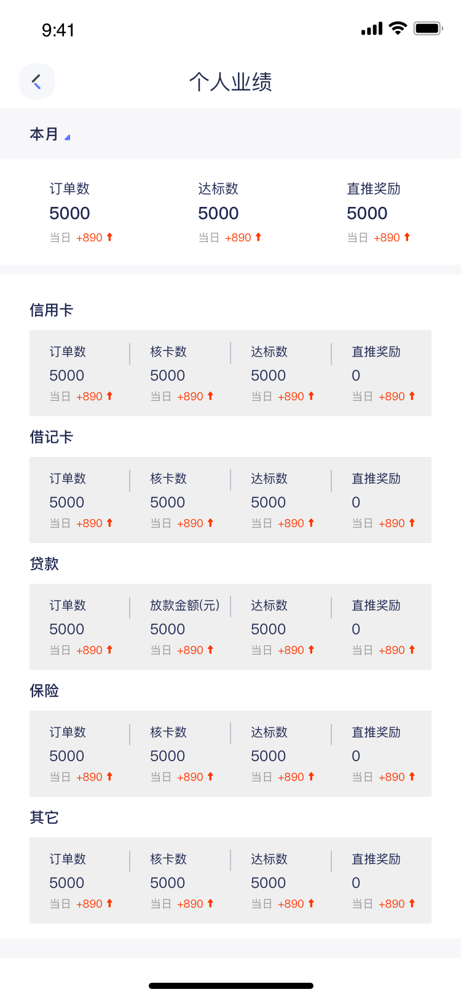 9:41
个人业绩
本月
订单数 达标数 直推奖励
5000 5000 5000
当日 +890 当日 +890 当日 +890
信用卡
订单数 核卡数 达标数 直推奖励
5000 5000 5000 0
当日 +890 当日 +890 当日 +890 当日 +890
借记卡
订单数 核卡数 达标数 直推奖励
5000 5000 5000 0
当日 +890 当日 +890 当日 +890 当日 +890
贷款
订单数 放款金额(元) 达标数 直推奖励
5000 5000 5000 0
当日 +890 当日 +890 当日 +890 当日 +890
保险
订单数 核卡数 达标数 直推奖励
5000 5000 5000 0
当日 +890 当日 +890 当日 +890 当日 +890
其它
订单数 核卡数 达标数 直推奖励
5000 5000 5000 0
当日 +890 当日 +890 当日 +890 当日 +890